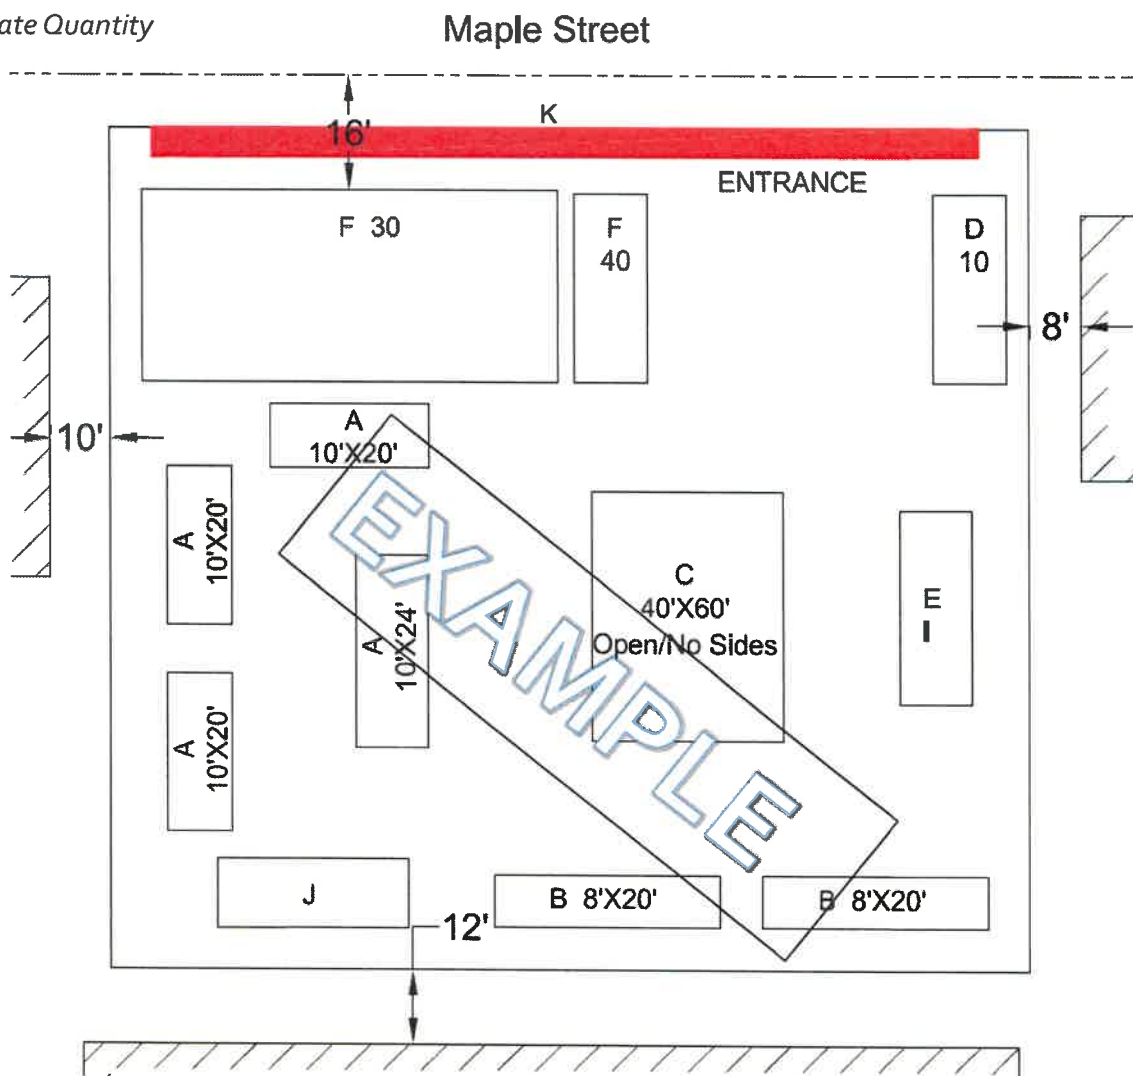 ate Quantity
Maple Street
K
16'
ENTRANCE
F 30
F
40
D
10
8'
10'
A
10'X20'
A
10'X20'
A
10'X24'
C
40'X60'
Open/No Sides
E
I
A
10'X20'
EXAMPLE
J
B 8'X20'
B 8'X20'
12'